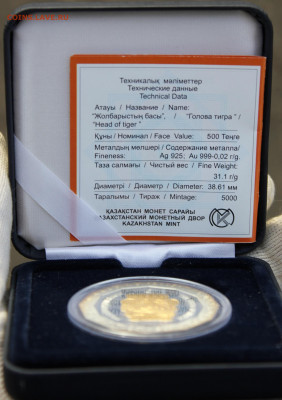 Техникалық мәліметтер
Технические данные
Technical Data
Атауы / Название / Name:
"Жолбарыстың басы", / "Голова тигра" /
"Head of tiger"
Құны / Номинал / Face Value: 500 Теңге
Металдың мөлшері / Содержание металла/
Fineness: Ag 925; Au 999-0,02 г/g.
Таза салмағы / Чистый вес / Fine Weight:
31.1 г/g
Диаметрі / Диаметр / Diameter: 38.61 мм
Таралымы / Тираж / Mintage: 5000
ҚАЗАҚСТАН МОНЕТ САРАЙЫ
КАЗАХСТАНСКИЙ МОНЕТНЫЙ ДВОР
KAZAKHSTAN MINT